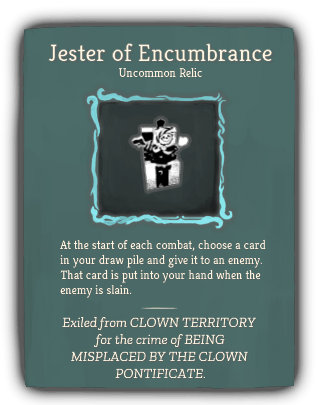 Jester of Encumbrance
Uncommon Relic
At the start of each combat, choose a card
in your draw pile and give it to an enemy.
That card is put into your hand when the
enemy is slain.
Exiled from CLOWN TERRITORY
for the crime of BEING
MISPLACED BY THE CLOWN
PONTIFICATE.